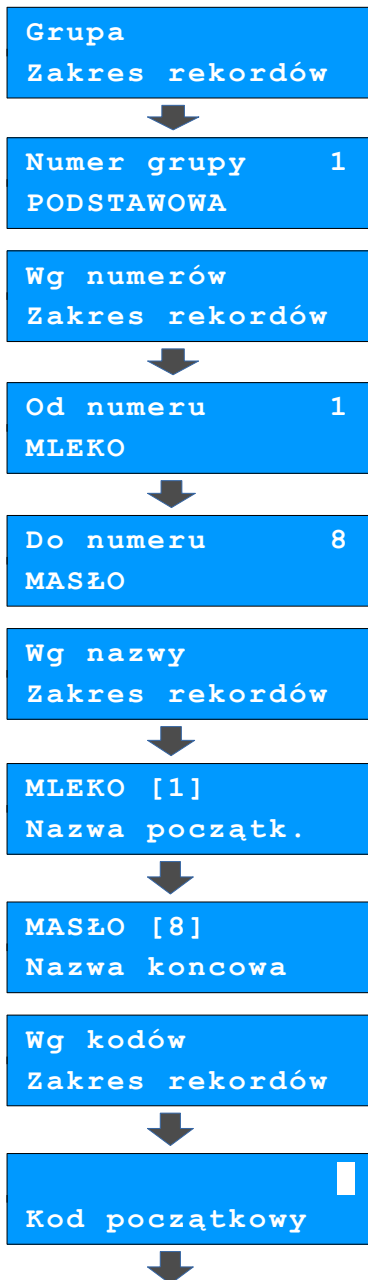 Grupa
Zakres rekordów
Numer grupy 1
PODSTAWOWA
Wg numerów
Zakres rekordów
Od numeru 1
MLEKO
Do numeru 8
MASŁO
Wg nazwy
Zakres rekordów
MLEKO [1]
Nazwa początk.
MASŁO [8]
Nazwa koncowa
Wg kodów
Zakres rekordów
Kod początkowy